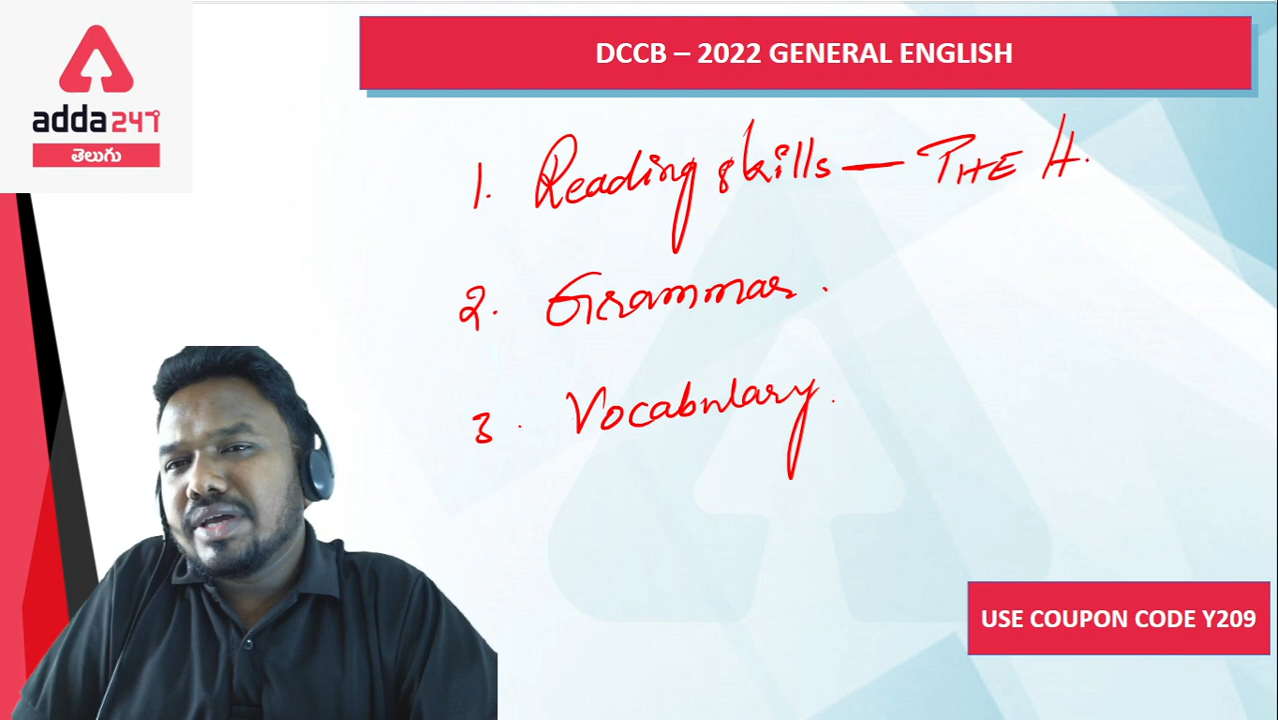 adda247
తెలుగు
DCCB – 2022 GENERAL ENGLISH
1. Reading skills — THE H.
2. Grammar.
3. Vocabulary.
USE COUPON CODE Y209